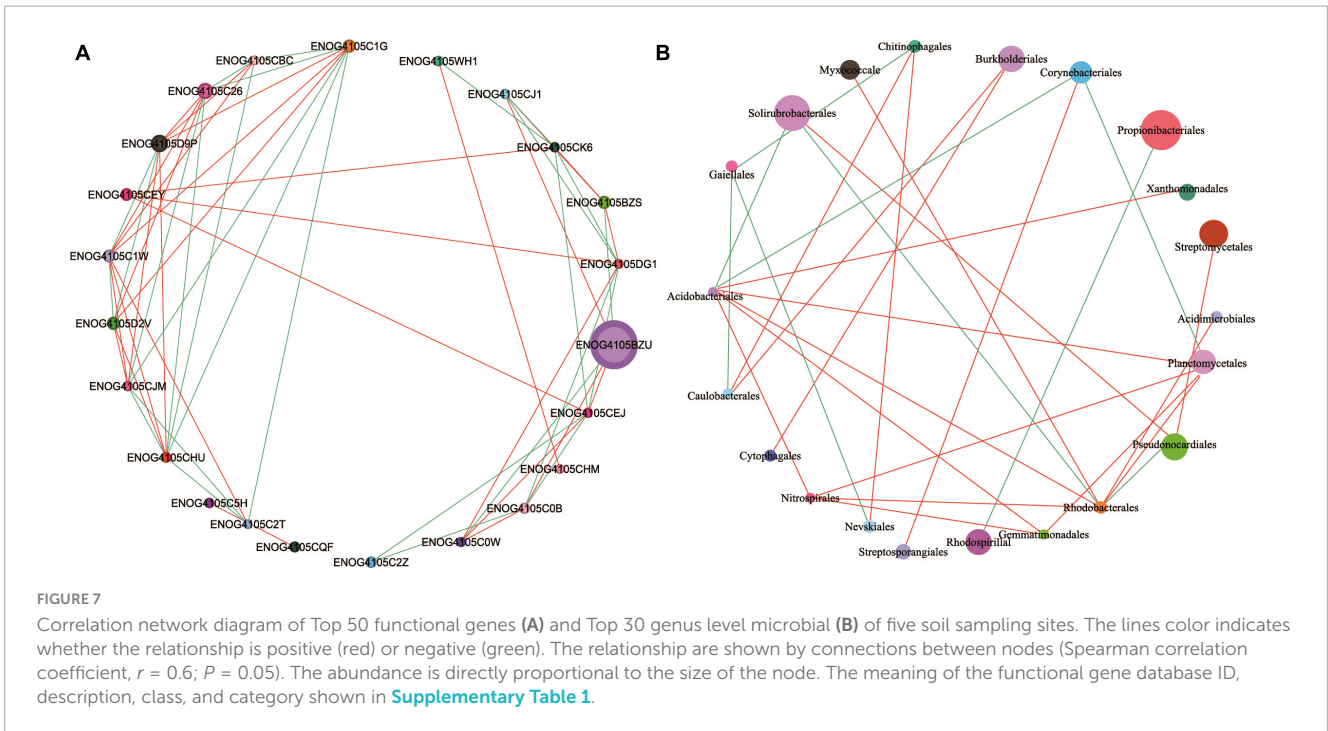 A
ENOG4105C1G
ENOG4105CBC
ENOG4105WH1
ENOG4105C26
ENOG4105CJ1
ENOG4105D9P
ENOG4105CK6
ENOG4105CEY
ENOG4105BZS
ENOG4105C1W
ENOG4105DG1
ENOG4105D2V
ENOG4105BZU
ENOG4105CJM
ENOG4105CEJ
ENOG4105CHU
ENOG4105CHM
ENOG4105C5H
ENOG4105C0B
ENOG4105C2T
ENOG4105CQF
ENOG4105C0W
ENOG4105C2Z
B
Chitinophagales
Burkholderiales
Myxococcale
Corynebacteriales
Solirubrobacterales
Propionibacteriales
Gaiellales
Xanthomonadales
Streptomycetales
Acidobacteriales
Acidimicrobiales
Planctomycetales
Caulobacterales
Pseudonocardiales
Cytophagales
Nitrospirales
Rhodobacterales
Nevskiales
Gemmatimonadales
Streptosporangiales
Rhodospirillal
FIGURE 7
Correlation network diagram of Top 50 functional genes (A) and Top 30 genus level microbial (B) of five soil sampling sites. The lines color indicates
whether the relationship is positive (red) or negative (green). The relationship are shown by connections between nodes (Spearman correlation
coefficient, r = 0.6; P = 0.05). The abundance is directly proportional to the size of the node. The meaning of the functional gene database ID,
description, class, and category shown in Supplementary Table 1.